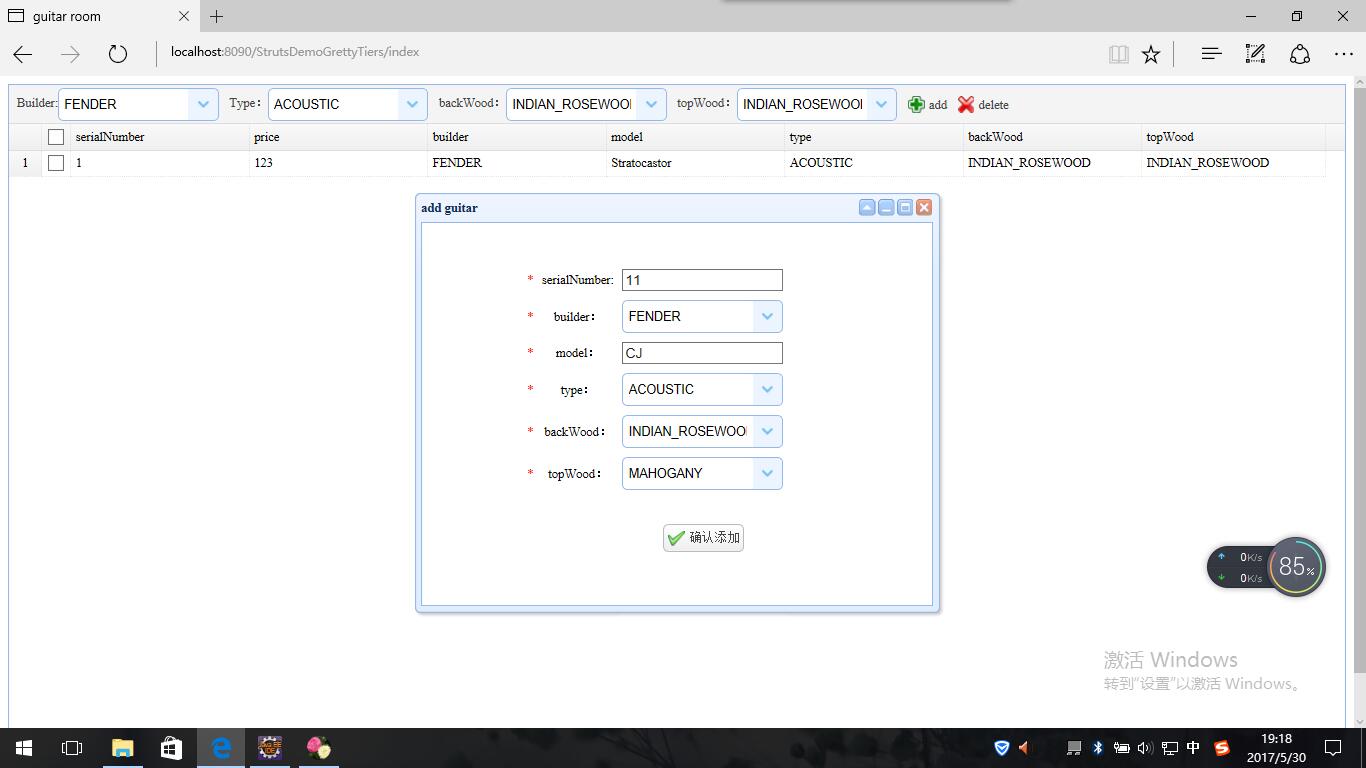 guitar room
localhost:8090/StrutsDemoGrettyTiers/index
Builder: FENDER Type： ACOUSTIC backWood： INDIAN_ROSEWOO topWood： INDIAN_ROSEWOO add delete
serialNumber price builder model type backWood topWood
1 1 123 FENDER Stratocastor ACOUSTIC INDIAN_ROSEWOOD INDIAN_ROSEWOOD
add guitar
* serialNumber: 11
* builder： FENDER
* model： CJ
* type： ACOUSTIC
* backWood： INDIAN_ROSEWOO
* topWood： MAHOGANY
确认添加
0K/s
0K/s
85%
激活 Windows
转到"设置"以激活 Windows。
中
19:18
2017/5/30